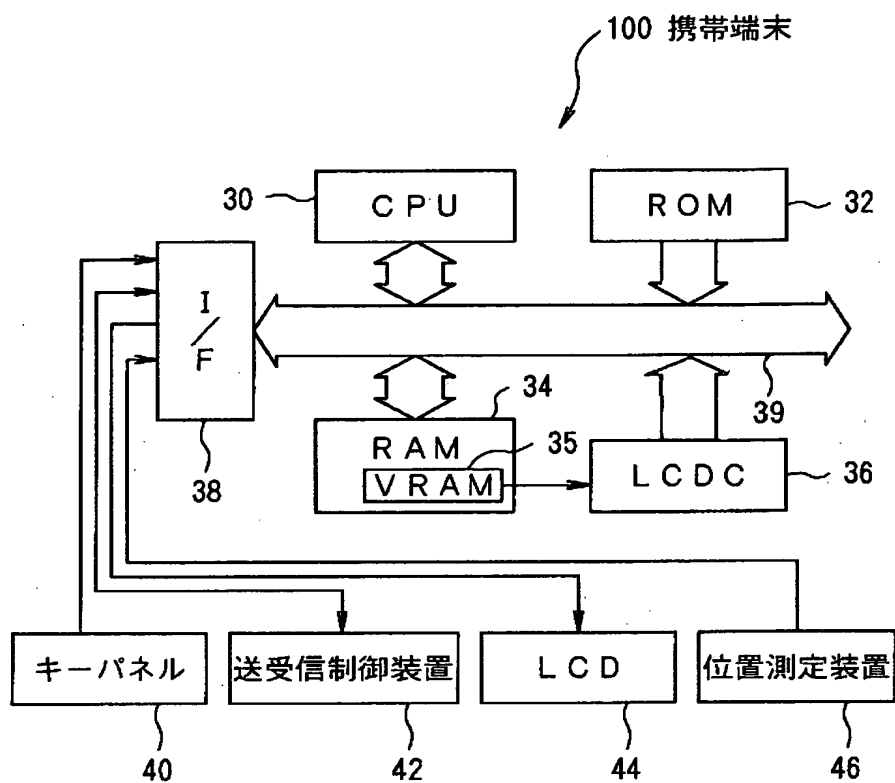 100 携帯端末
30
CPU
ROM
32
I/F
34
39
RAM
35
VRAM
LCDC
36
38
キーパネル
送受信制御装置
LCD
位置測定装置
40
42
44
46